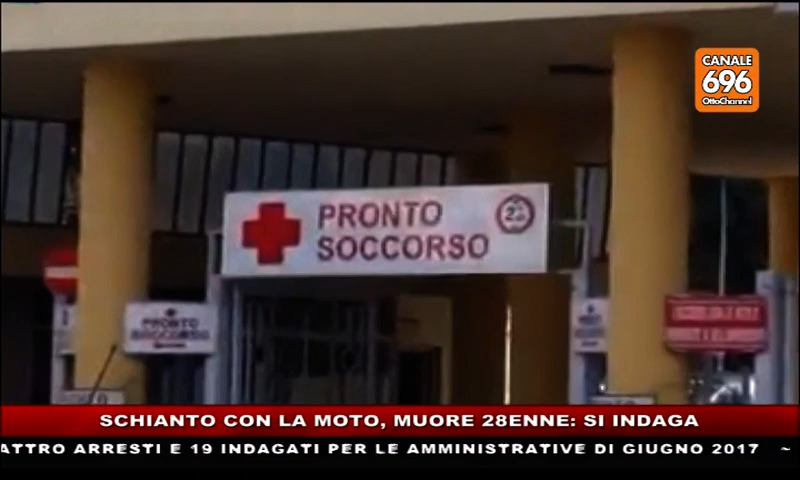 CANALE
696
OttoChannel
PRONTO
SOCCORSO
PRONTO
SOCCORSO
SCHIANTO CON LA MOTO, MUORE 28ENNE: SI INDAGA
ATTRO ARRESTI E 19 INDAGATI PER LE AMMINISTRATIVE DI GIUGNO 2017 ~